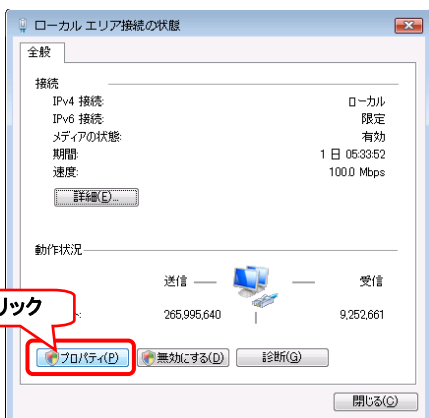 ローカル エリア接続の状態
全般
接続
IPv4 接続: ローカル
IPv6 接続: 限定
メディアの状態: 有効
期間: 1 日 05:33:52
速度: 100.0 Mbps
詳細(E)...
動作状況
送信 受信
リック
265,995,640 9,252,661
プロパティ(P) 無効にする(D) 診断(G)
閉じる(C)